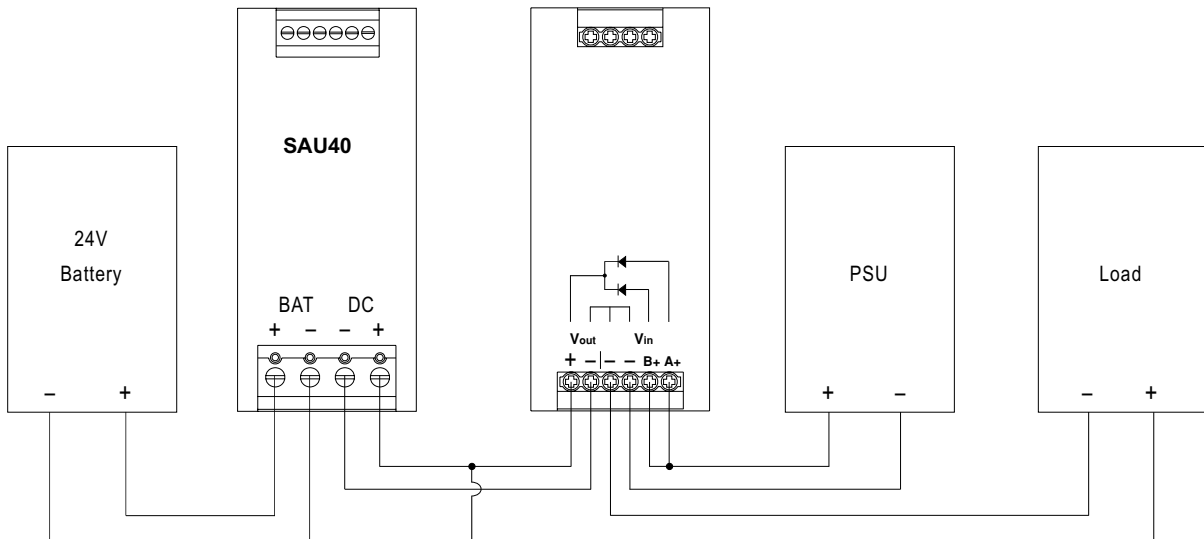 SAU40
24V
Battery
BAT DC
+ − − +
− +
Vout Vin
+ − | − − B+ A+
PSU
+ −
Load
− +